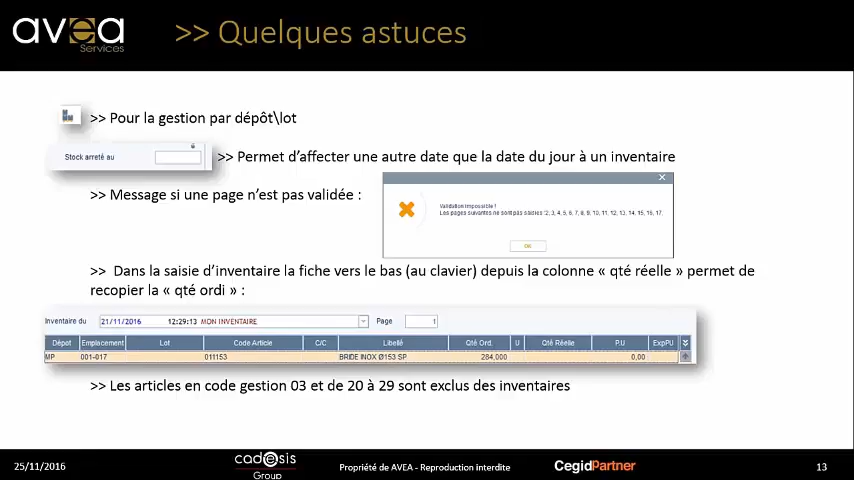 avea
Services
>> Quelques astuces
>> Pour la gestion par dépôt\lot
Stock arreté au
>> Permet d’affecter une autre date que la date du jour à un inventaire
>> Message si une page n’est pas validée :
Validation impossible !
Les pages suivantes ne sont pas saisies :2, 3, 4, 5, 6, 7, 8, 9, 10, 11, 12, 13, 14, 15, 16, 17,
OK
>> Dans la saisie d’inventaire la fiche vers le bas (au clavier) depuis la colonne « qté réelle » permet de
recopier la « qté ordi » :
Inventaire du 21/11/2016 12:29:13 MON INVENTAIRE Page 1
Dépot Emplacement Lot Code Article C/C Libellé Qté Ord. U Qté Réelle P.U ExpPU
MP 001-017 011153 BRIDE INOX Ø153 SP 284,000 0,00
>> Les articles en code gestion 03 et de 20 à 29 sont exclus des inventaires
25/11/2016
cadesis
Group
Propriété de AVEA - Reproduction interdite
CegidPartner
13